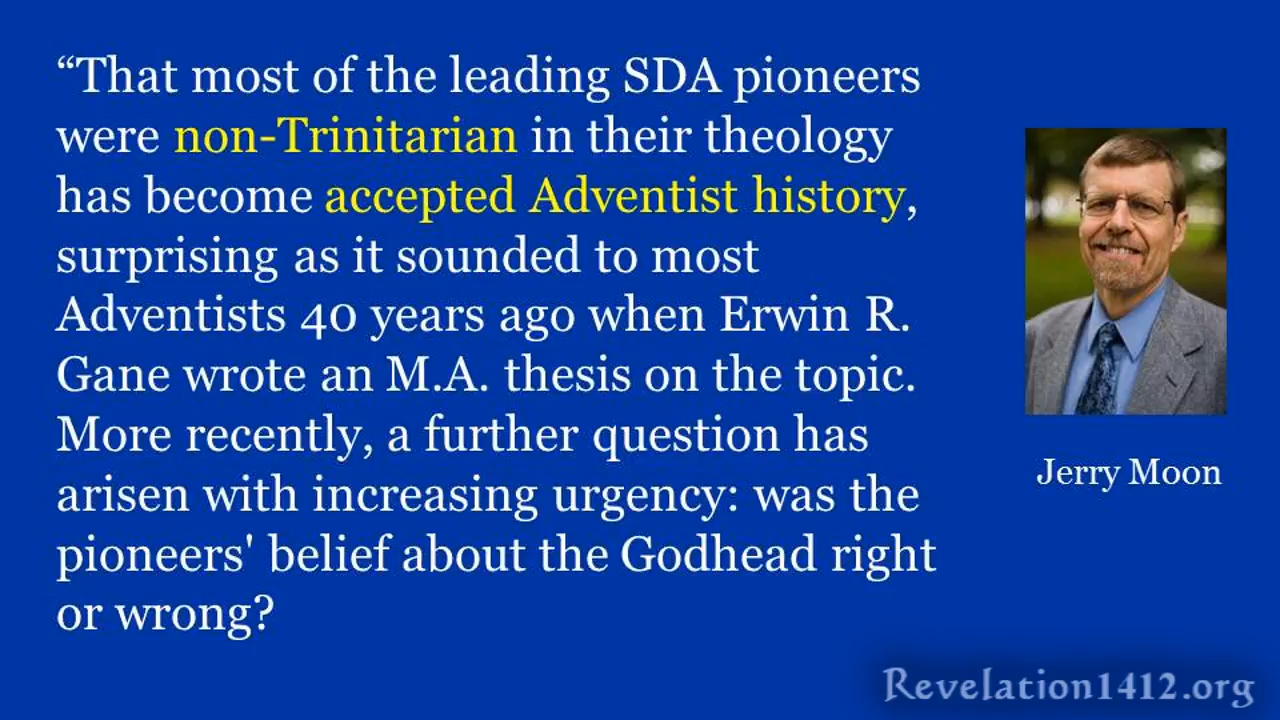 “That most of the leading SDA pioneers
were non-Trinitarian in their theology
has become accepted Adventist history,
surprising as it sounded to most
Adventists 40 years ago when Erwin R.
Gane wrote an M.A. thesis on the topic.
More recently, a further question has
arisen with increasing urgency: was the
pioneers' belief about the Godhead right
or wrong?
Jerry Moon
Revelation1412.org